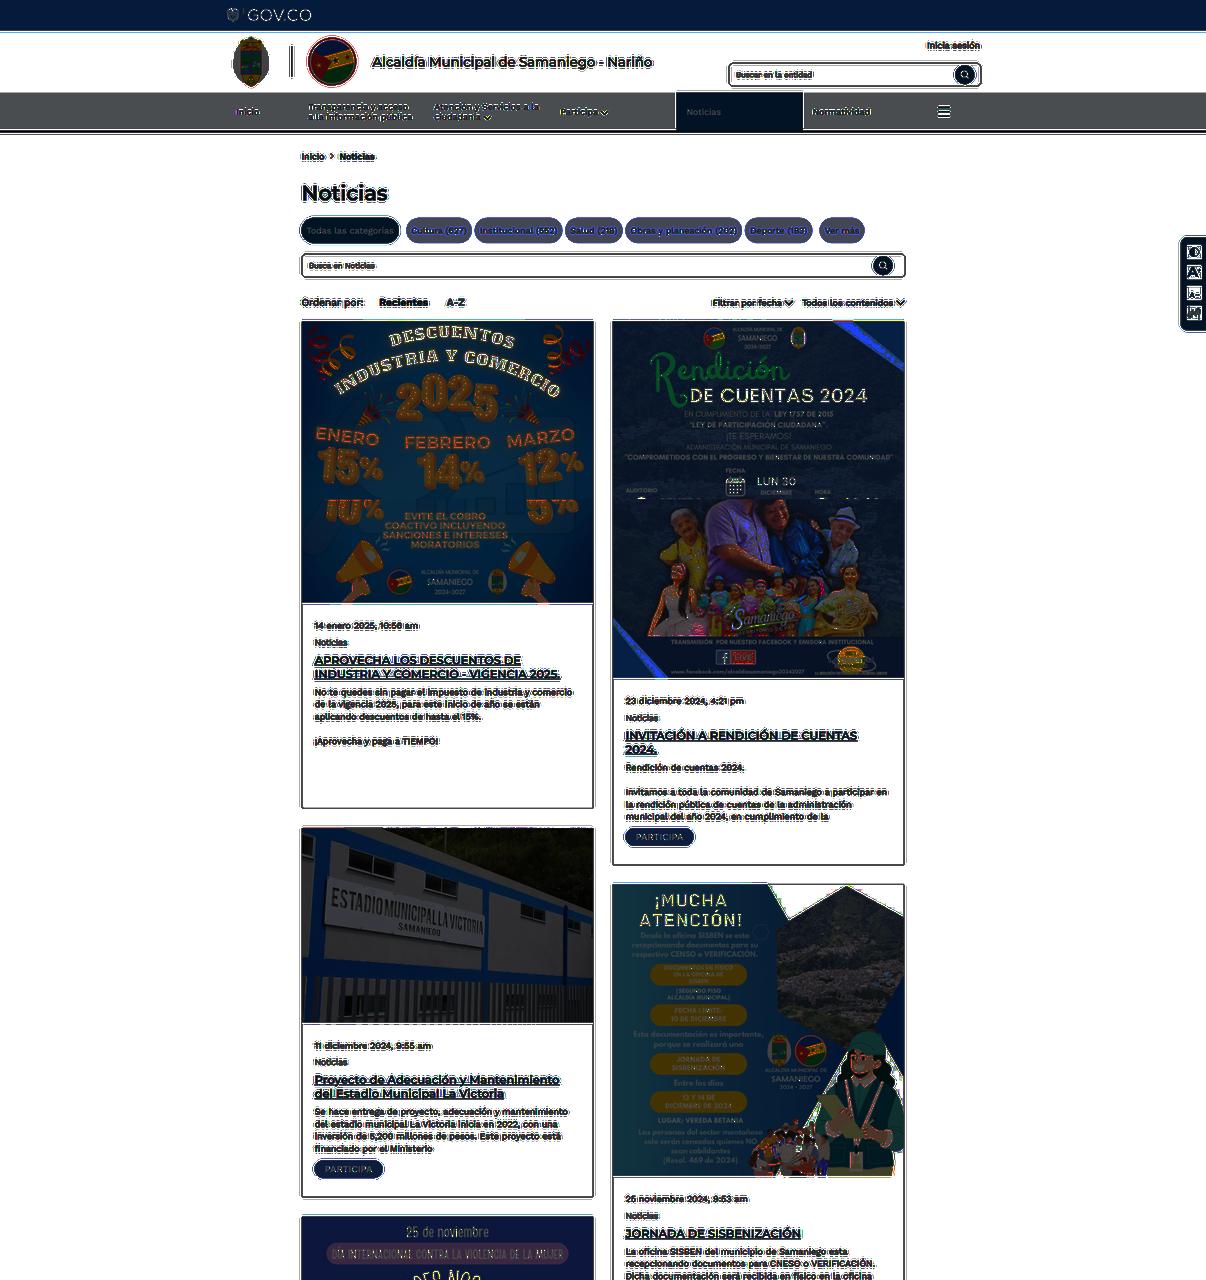 GOV.CO
Inicia sesión
Alcaldía Municipal de Samaniego - Nariño
Buscar en la entidad
Inicio
Transparencia y acceso
a la información pública
Atención y Servicios a la
ciudadanía
Participa
Noticias
Normatividad
Inicio > Noticias
Noticias
Todas las categorías
Institucional
Salud
Obras y planeación
Deporte
Ver más
Busca en Noticias
Ordenar por: Recientes A-Z
Filtrar por fecha Todos los contenidos
DESCUENTOS
INDUSTRIA Y COMERCIO
2025
ENERO FEBRERO MARZO
15% 14% 12%
10% 5%
EVITE EL COBRO
COACTIVO INCLUYENDO
SANCIONES E INTERESES
MORATORIOS
ALCALDÍA MUNICIPAL DE
SAMANIEGO
2024-2027
14 enero 2025, 10:56 am
Noticias
APROVECHA LOS DESCUENTOS DE
INDUSTRIA Y COMERCIO - VIGENCIA 2025.
No te quedes sin pagar el impuesto de industria y comercio
de la vigencia 2025, para este inicio de año se están
aplicando descuentos de hasta el 15%.
¡Aprovecha y paga a TIEMPO!
ALCALDÍA MUNICIPAL DE
SAMANIEGO
2024-2027
Rendición
DE CUENTAS 2024
EN CUMPLIMIENTO DE LA LEY 1757 DE 2015
"LEY DE PARTICIPACIÓN CIUDADANA".
¡TE ESPERAMOS!
ADMINISTRACIÓN MUNICIPAL DE SAMANIEGO
"COMPROMETIDOS CON EL PROGRESO Y BIENESTAR DE NUESTRA COMUNIDAD"
FECHA
LUN 30
AUDITORIO DICIEMBRE HORA
Samaniego
TRANSMISIÓN POR NUESTRO FACEBOOK Y EMISORA INSTITUCIONAL
23 diciembre 2024, 4:21 pm
Noticias
INVITACIÓN A RENDICIÓN DE CUENTAS
2024.
Rendición de cuentas 2024.
Invitamos a toda la comunidad de Samaniego a participar en
la rendición pública de cuentas de la administración
municipal del año 2024, en cumplimiento de la
PARTICIPA
ESTADIO MUNICIPAL LA VICTORIA
SAMANIEGO
11 diciembre 2024, 9:55 am
Noticias
Proyecto de Adecuación y Mantenimiento
del Estadio Municipal La Victoria
Se hace entrega de proyecto, adecuación y mantenimiento
del estadio municipal La Victoria inicia en 2022, con una
inversión de 5,200 millones de pesos. Este proyecto está
financiado por el Ministerio
PARTICIPA
¡MUCHA
ATENCIÓN!
Desde la oficina SISBEN se esta
recepcionando documentos para su
respectivo CENSO o VERIFICACIÓN.
DOCUMENTOS EN FISICO
EN LA OFICINA DE
SISBEN
(SEGUNDO PISO
ALCALDÍA MUNICIPAL)
FECHA LIMITE:
10 DE DICIEMBRE
Esta documentación es importante,
porque se realizará una
JORNADA DE
SISBENIZACIÓN
Entre los días
13 Y 14 DE
DICIEMBRE DE 2024
LUGAR: VEREDA BETANIA
Las personas del sector montañoso
solo serán censadas quienes NO
sean cabildantes
(Resol. 469 de 2024)
ALCALDÍA MUNICIPAL DE
SAMANIEGO
2024 - 2027
25 noviembre 2024, 9:53 am
Noticias
JORNADA DE SISBENIZACIÓN
La oficina SISBEN del municipio de Samaniego esta
recepcionando documentos para CNESO o VERIFICACIÓN.
Dicha documentación será recibida en físico en la oficina
25 de noviembre
DÍA INTERNACIONAL CONTRA LA VIOLENCIA DE LA MUJER